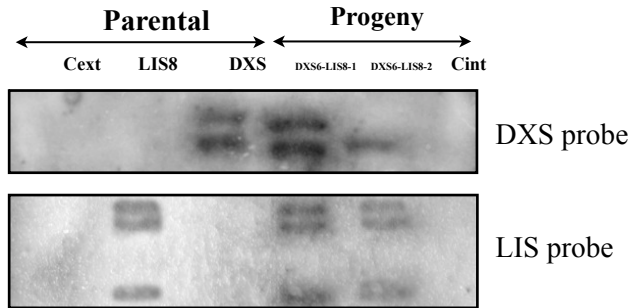 Parental Progeny
Cext LIS8 DXS DXS6-LIS8-1 DXS6-LIS8-2 Cint
DXS probe
LIS probe